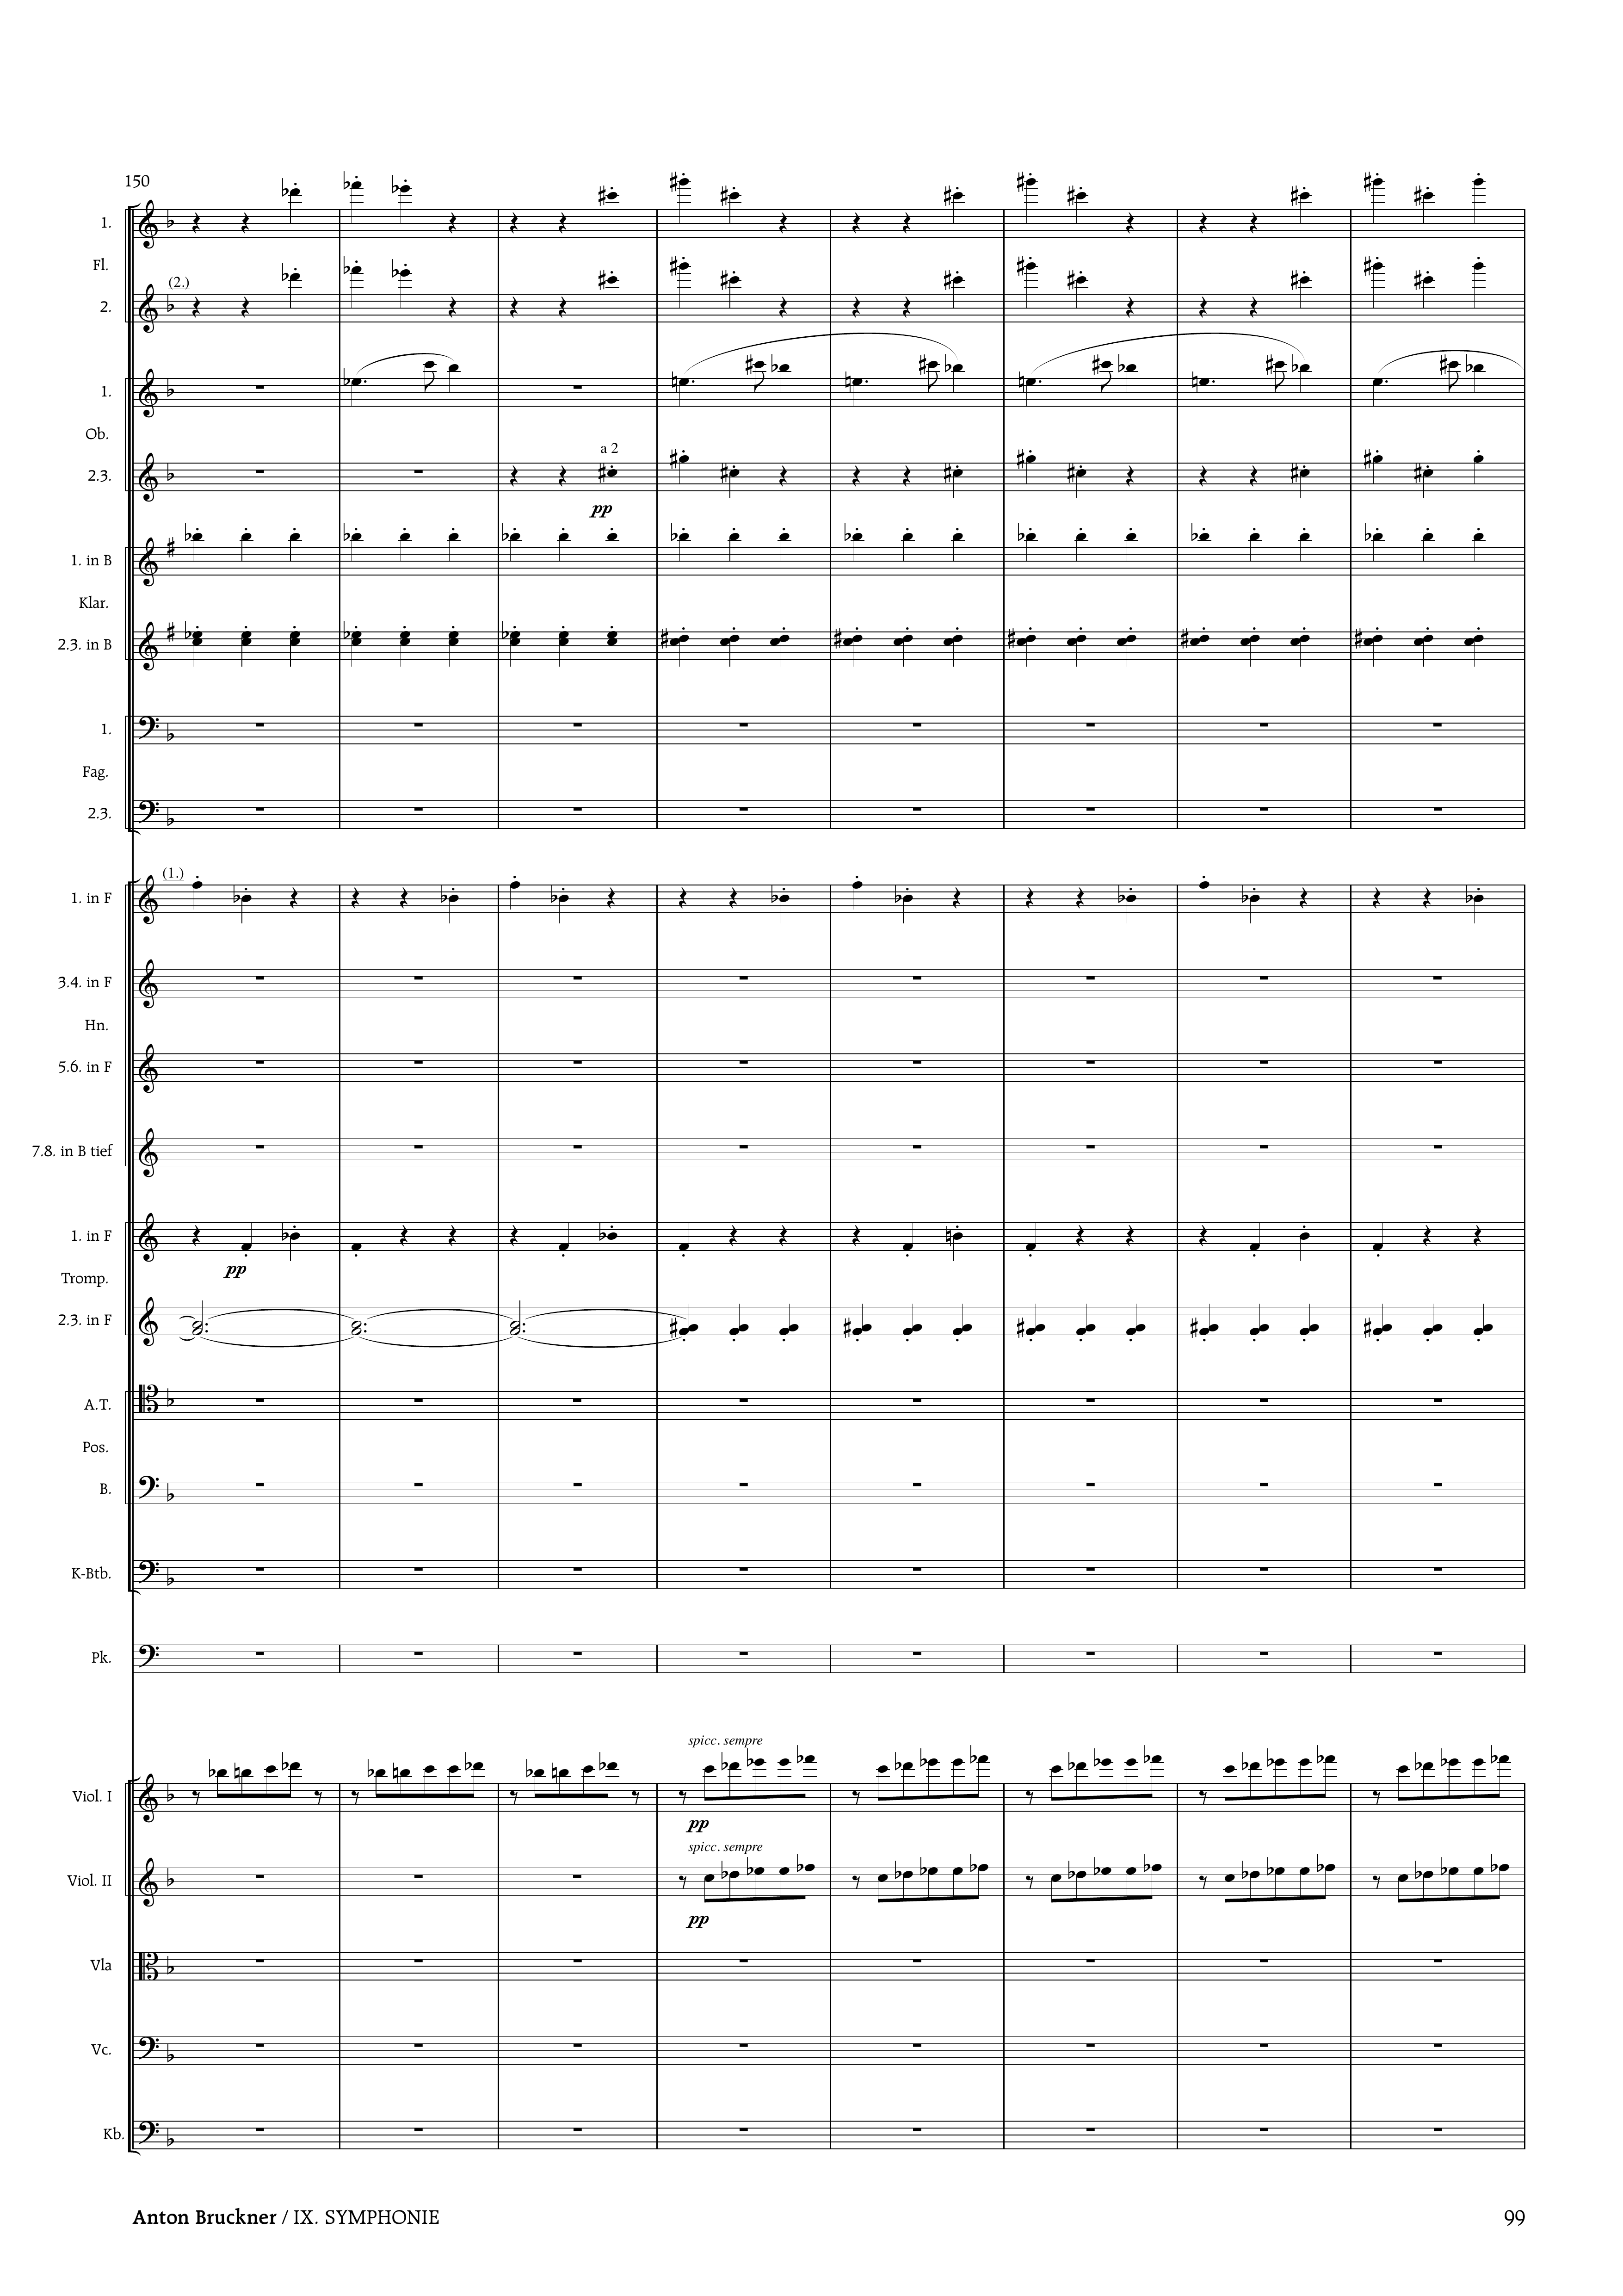 150
1.
Fl.
(2.)
2.
1.
Ob.
a 2
2.3.
pp
1. in B
Klar.
2.3. in B
1.
Fag.
2.3.
(1.)
1. in F
3.4. in F
Hn.
5.6. in F
7.8. in B tief
1. in F
pp
Tromp.
2.3. in F
A.T.
Pos.
B.
K-Btb.
Pk.
spicc. sempre
Viol. I
pp
spicc. sempre
Viol. II
pp
Vla
Vc.
Kb.
Anton Bruckner / IX. SYMPHONIE 99